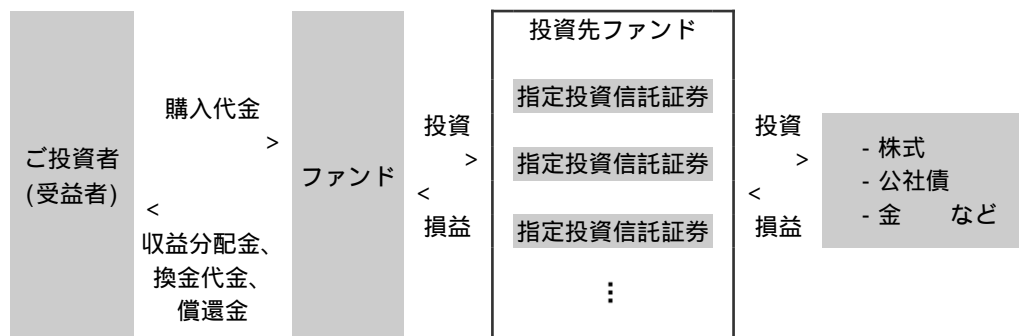 ご投資者
(受益者)
購入代金
>
<
収益分配金、
換金代金、
償還金
ファンド
投資
>
<
損益
投資先ファンド
指定投資信託証券
指定投資信託証券
指定投資信託証券
⋮
投資
>
<
損益
- 株式
- 公社債
- 金　など